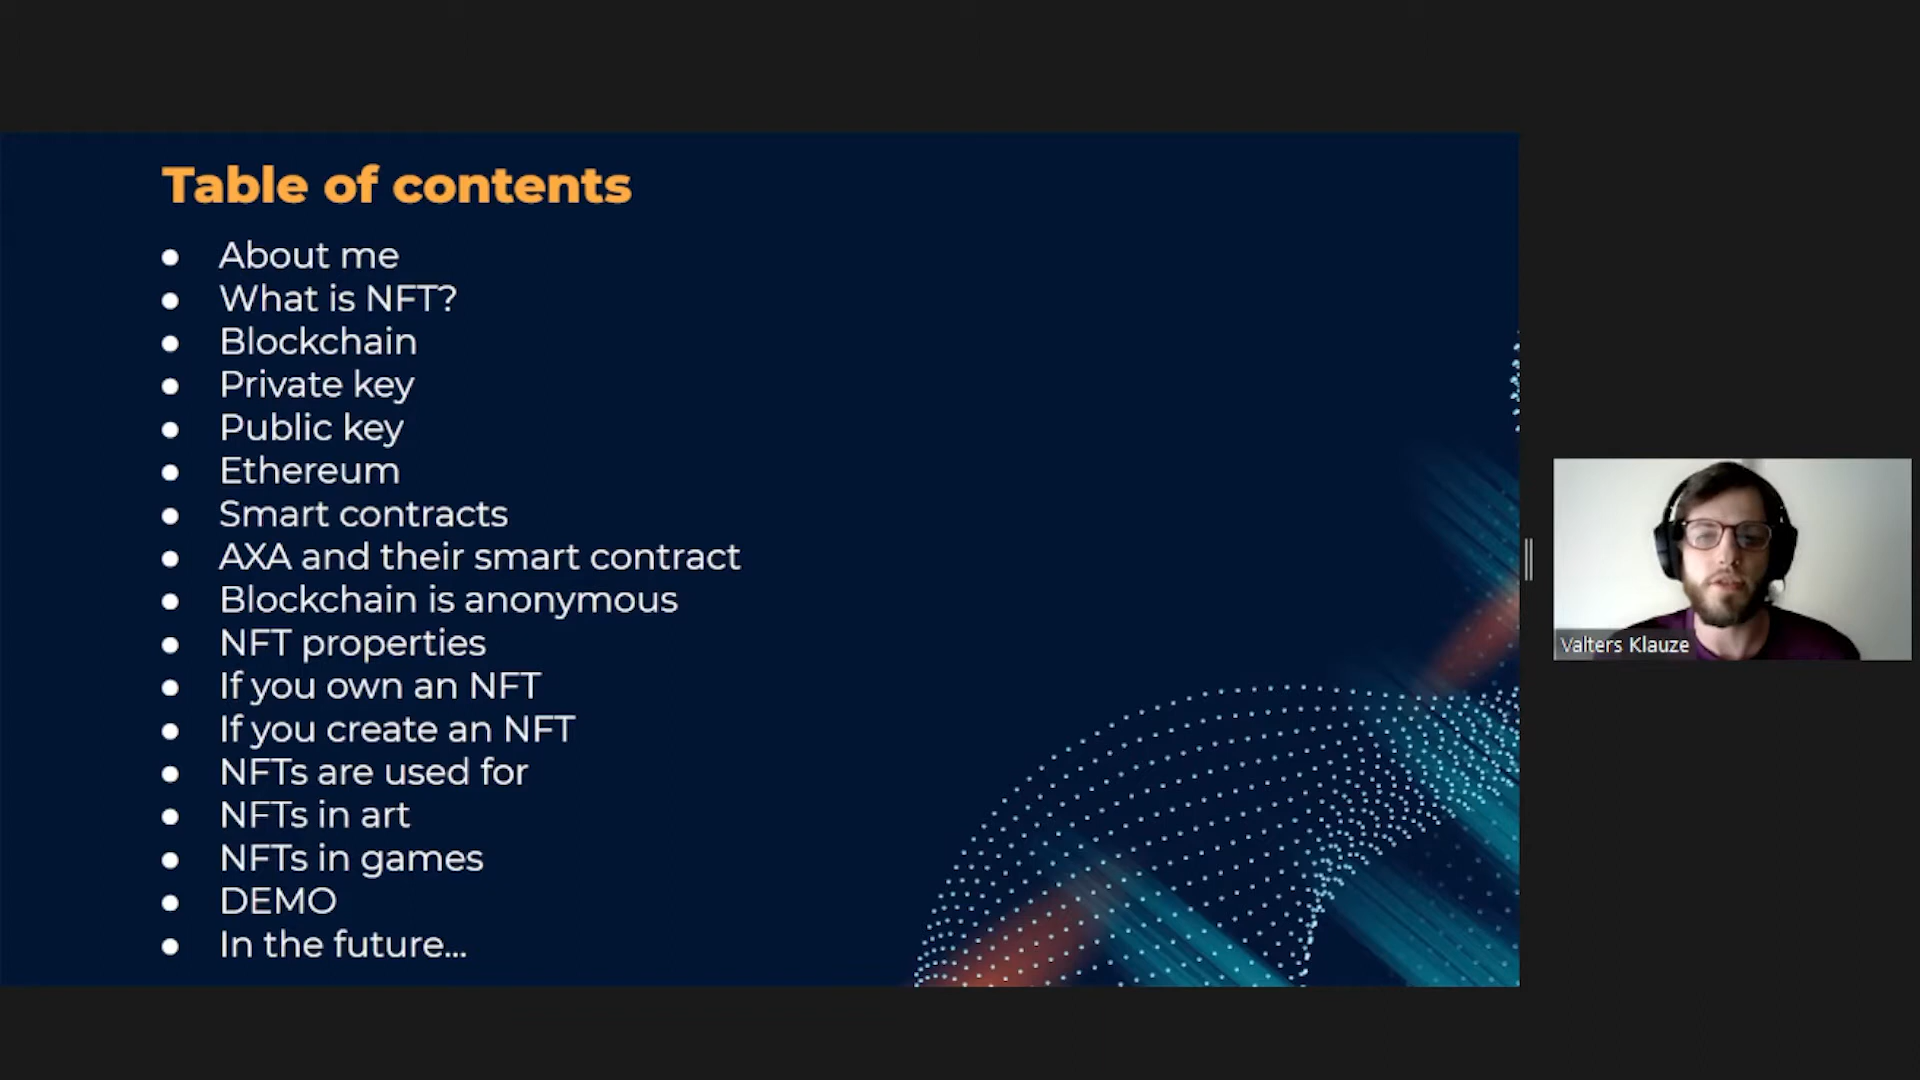 Table of contents
● About me
● What is NFT?
● Blockchain
● Private key
● Public key
● Ethereum
● Smart contracts
● AXA and their smart contract
● Blockchain is anonymous
● NFT properties
● If you own an NFT
● If you create an NFT
● NFTs are used for
● NFTs in art
● NFTs in games
● DEMO
● In the future...
Valters Klauze